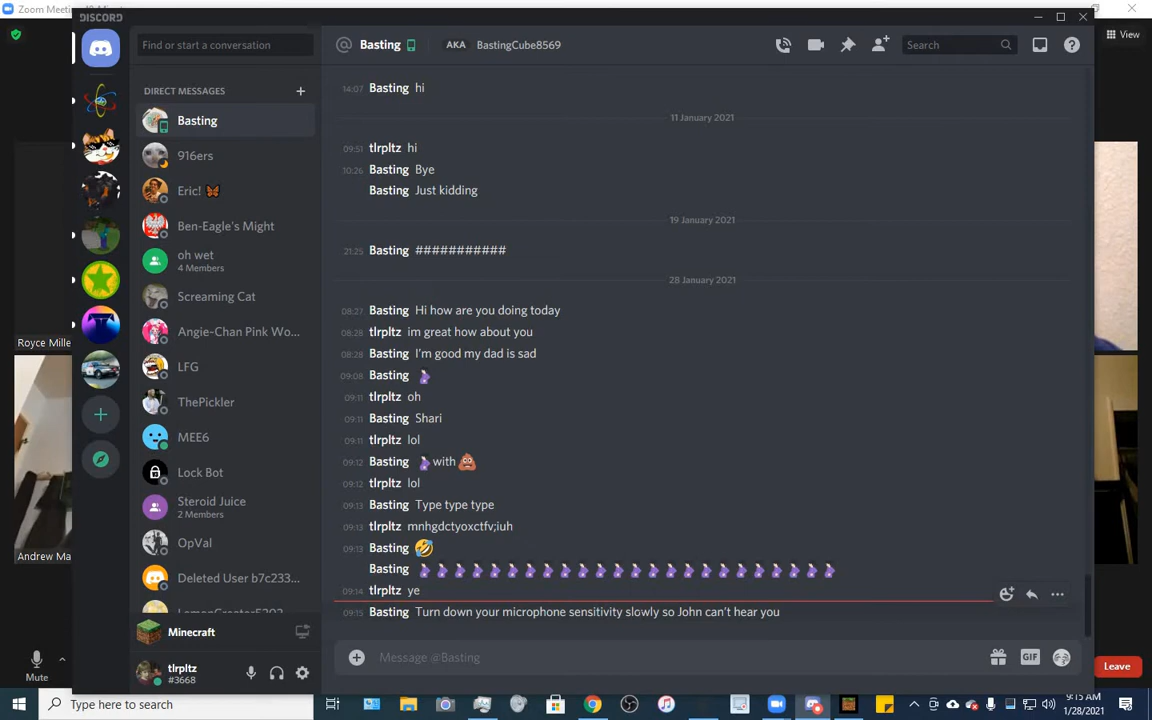 Zoom Meeti
DISCORD
View
Find or start a conversation
Basting
AKA BastingCube8569
Search
DIRECT MESSAGES
Basting
916ers
Eric!
Ben-Eagle's Might
oh wet
4 Members
Screaming Cat
Angie-Chan Pink Wo...
LFG
ThePickler
MEE6
Lock Bot
Steroid Juice
2 Members
OpVal
Deleted User b7c233...
Minecraft
tlrpltz
#3668
14:07 Basting hi
11 January 2021
09:51 tlrpltz hi
10:26 Basting Bye
Basting Just kidding
19 January 2021
21:25 Basting ###########
28 January 2021
08:27 Basting Hi how are you doing today
08:28 tlrpltz im great how about you
08:28 Basting I'm good my dad is sad
09:08 Basting 🤰
09:11 tlrpltz oh
09:11 Basting Shari
09:11 tlrpltz lol
09:12 Basting 🤰with 💩
09:12 tlrpltz lol
09:13 Basting Type type type
09:13 tlrpltz mnhgdctyoxctfv;iuh
09:13 Basting 🤣
Basting 🤰🤰🤰🤰🤰🤰🤰🤰🤰🤰🤰🤰🤰🤰🤰🤰🤰🤰🤰🤰🤰🤰🤰🤰
09:14 tlrpltz ye
09:15 Basting Turn down your microphone sensitivity slowly so John can't hear you
Message @Basting
GIF
Royce Mille
Andrew Ma
Mute
Leave
Type here to search
9:15 AM
1/28/2021